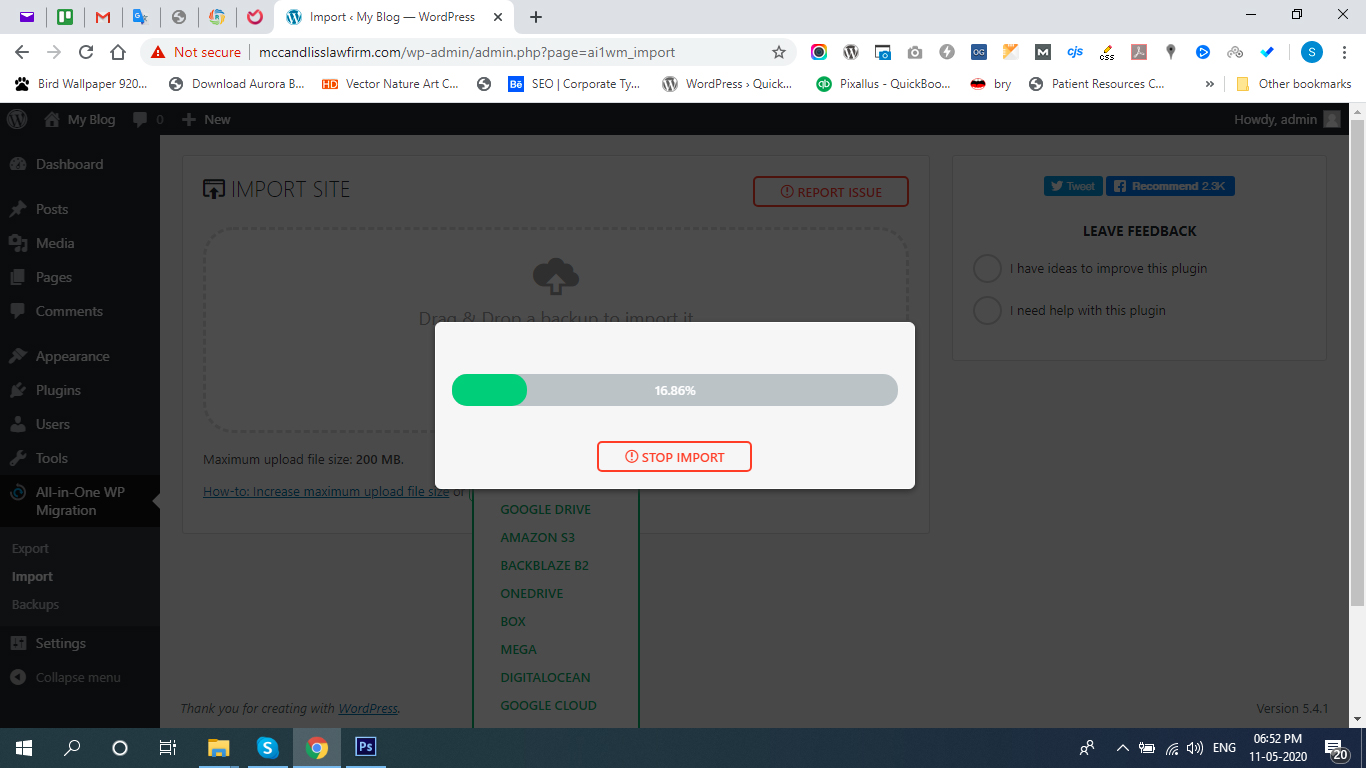 Import ‹ My Blog — WordPress
Not secure
mccandlisslawfirm.com/wp-admin/admin.php?page=ai1wm_import
OG
M
cjs
css
S
Bird Wallpaper 920...
Download Aurora B...
HD
Vector Nature Art C...
Bē
SEO | Corporate Ty...
WordPress › Quick...
qb
Pixallus - QuickBoo...
bry
Patient Resources C...
»
Other bookmarks
My Blog
0
New
Howdy, admin
Dashboard
Posts
Media
Pages
Comments
Appearance
Plugins
Users
Tools
All-in-One WP
Migration
Export
Import
Backups
Settings
Collapse menu
IMPORT SITE
REPORT ISSUE
Drag & Drop a backup to import it
16.86%
STOP IMPORT
Maximum upload file size: 200 MB.
How-to: Increase maximum upload file size or
GOOGLE DRIVE
AMAZON S3
BACKBLAZE B2
ONEDRIVE
BOX
MEGA
DIGITALOCEAN
GOOGLE CLOUD
Tweet
Recommend 2.3K
LEAVE FEEDBACK
I have ideas to improve this plugin
I need help with this plugin
Thank you for creating with WordPress.
Version 5.4.1
S
Ps
ENG
06:52 PM
11-05-2020
20